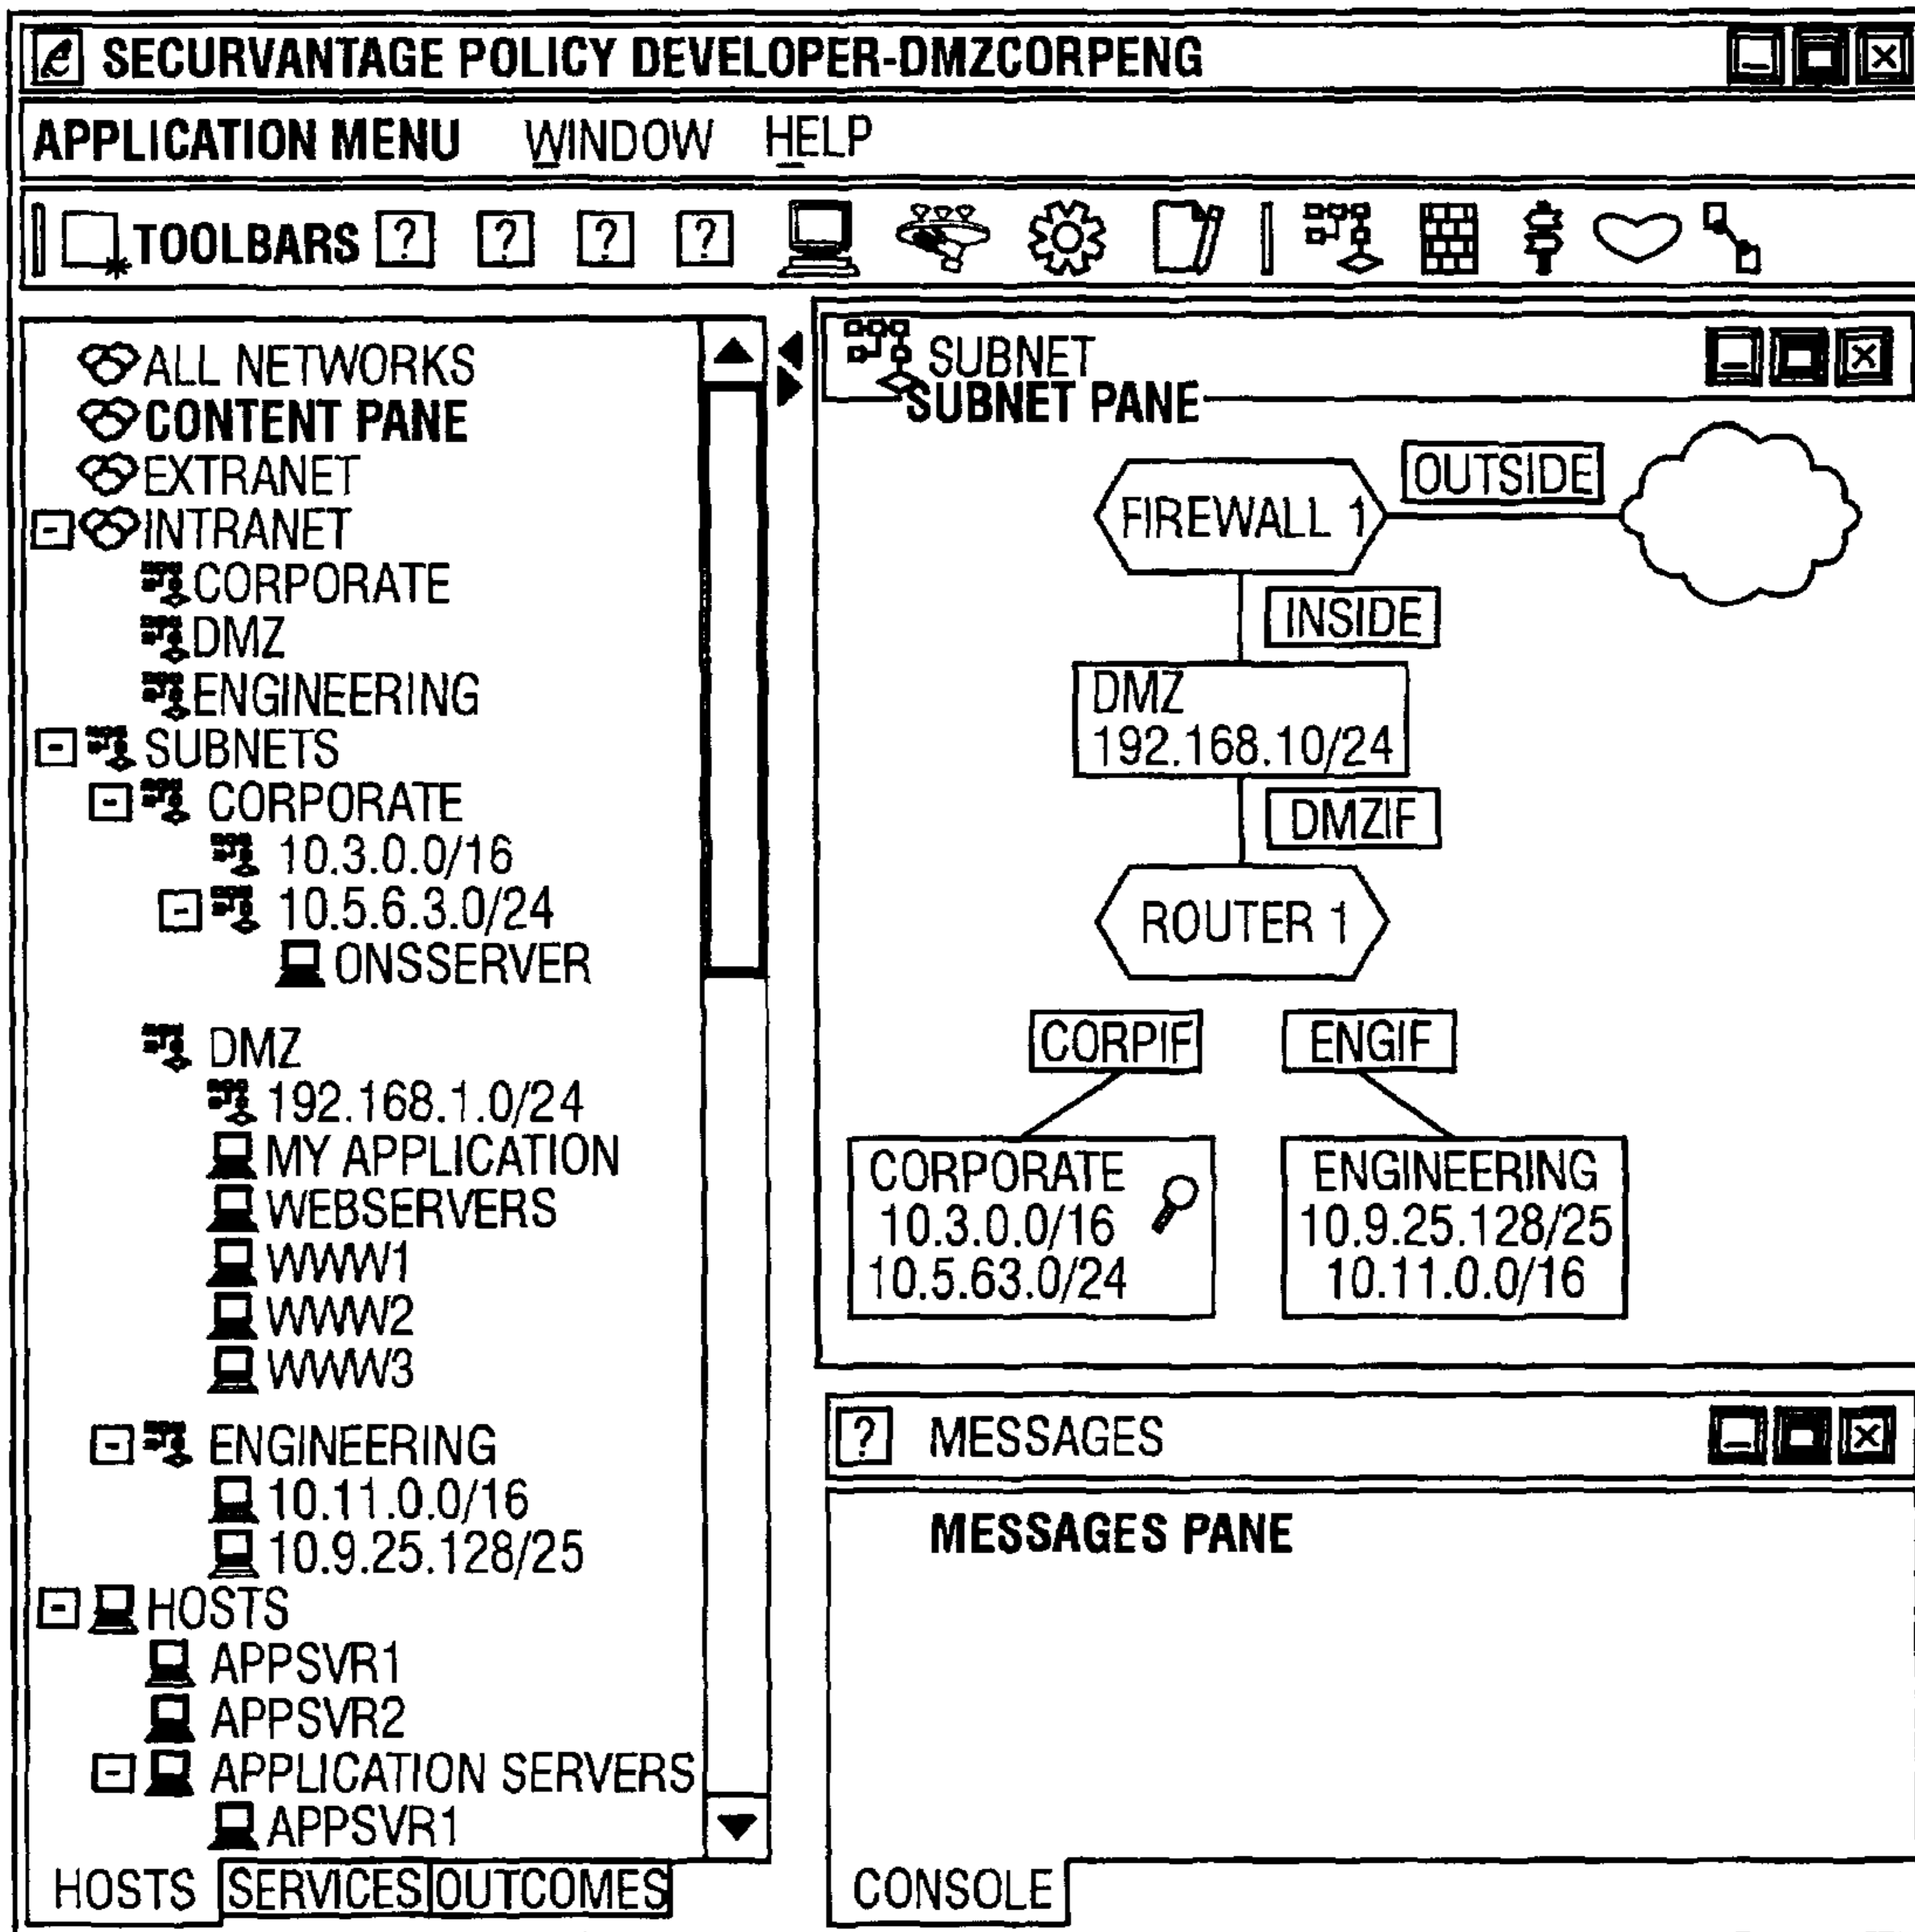 SECURVANTAGE POLICY DEVELOPER-DMZCORPENG
APPLICATION MENU WINDOW HELP
TOOLBARS ? ? ? ?
ALL NETWORKS
CONTENT PANE
EXTRANET
INTRANET
CORPORATE
DMZ
ENGINEERING
SUBNETS
CORPORATE
10.3.0.0/16
10.5.6.3.0/24
ONSSERVER
DMZ
192.168.1.0/24
MY APPLICATION
WEBSERVERS
WWW1
WWW2
WWW3
ENGINEERING
10.11.0.0/16
10.9.25.128/25
HOSTS
APPSVR1
APPSVR2
APPLICATION SERVERS
APPSVR1
HOSTS SERVICES OUTCOMES
SUBNET
SUBNET PANE
FIREWALL 1
OUTSIDE
INSIDE
DMZ
192.168.10/24
DMZIF
ROUTER 1
CORPIF
ENGIF
CORPORATE
10.3.0.0/16
10.5.63.0/24
ENGINEERING
10.9.25.128/25
10.11.0.0/16
? MESSAGES
MESSAGES PANE
CONSOLE